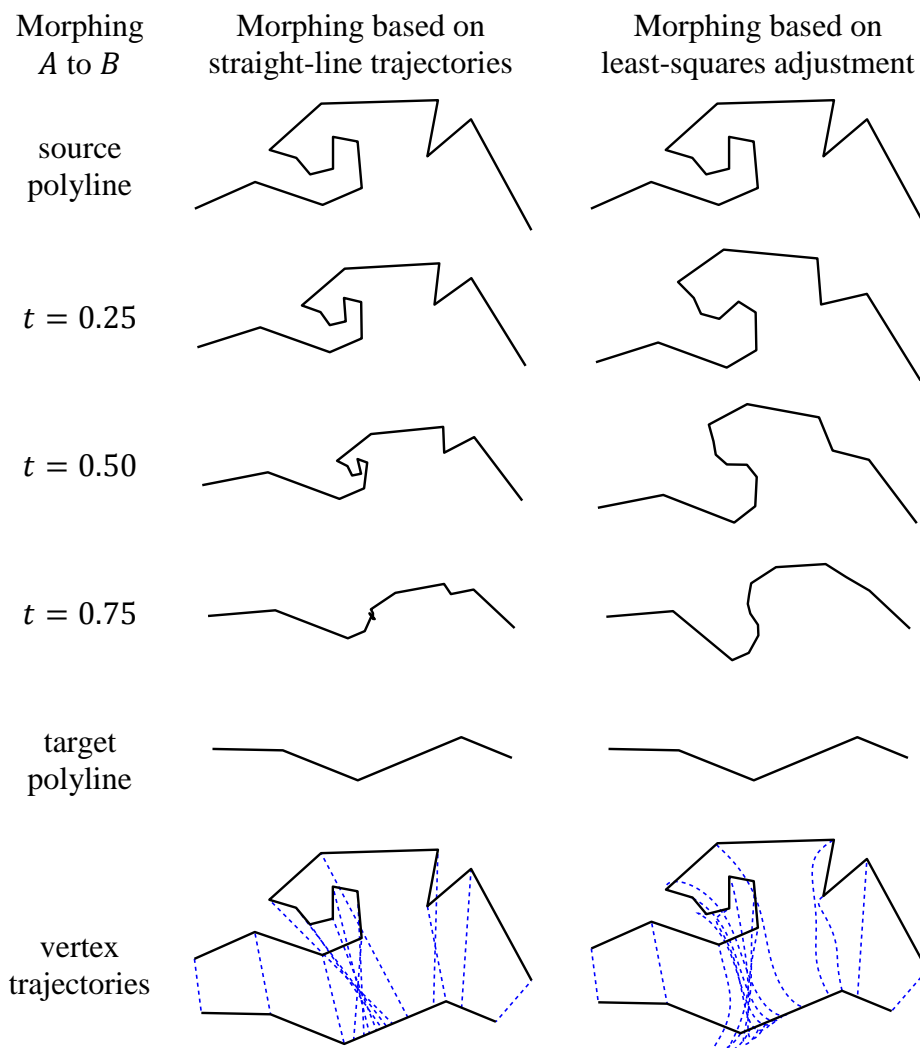 Morphing
A to B
Morphing based on
straight-line trajectories
Morphing based on
least-squares adjustment
source
polyline
t = 0.25
t = 0.50
t = 0.75
target
polyline
vertex
trajectories